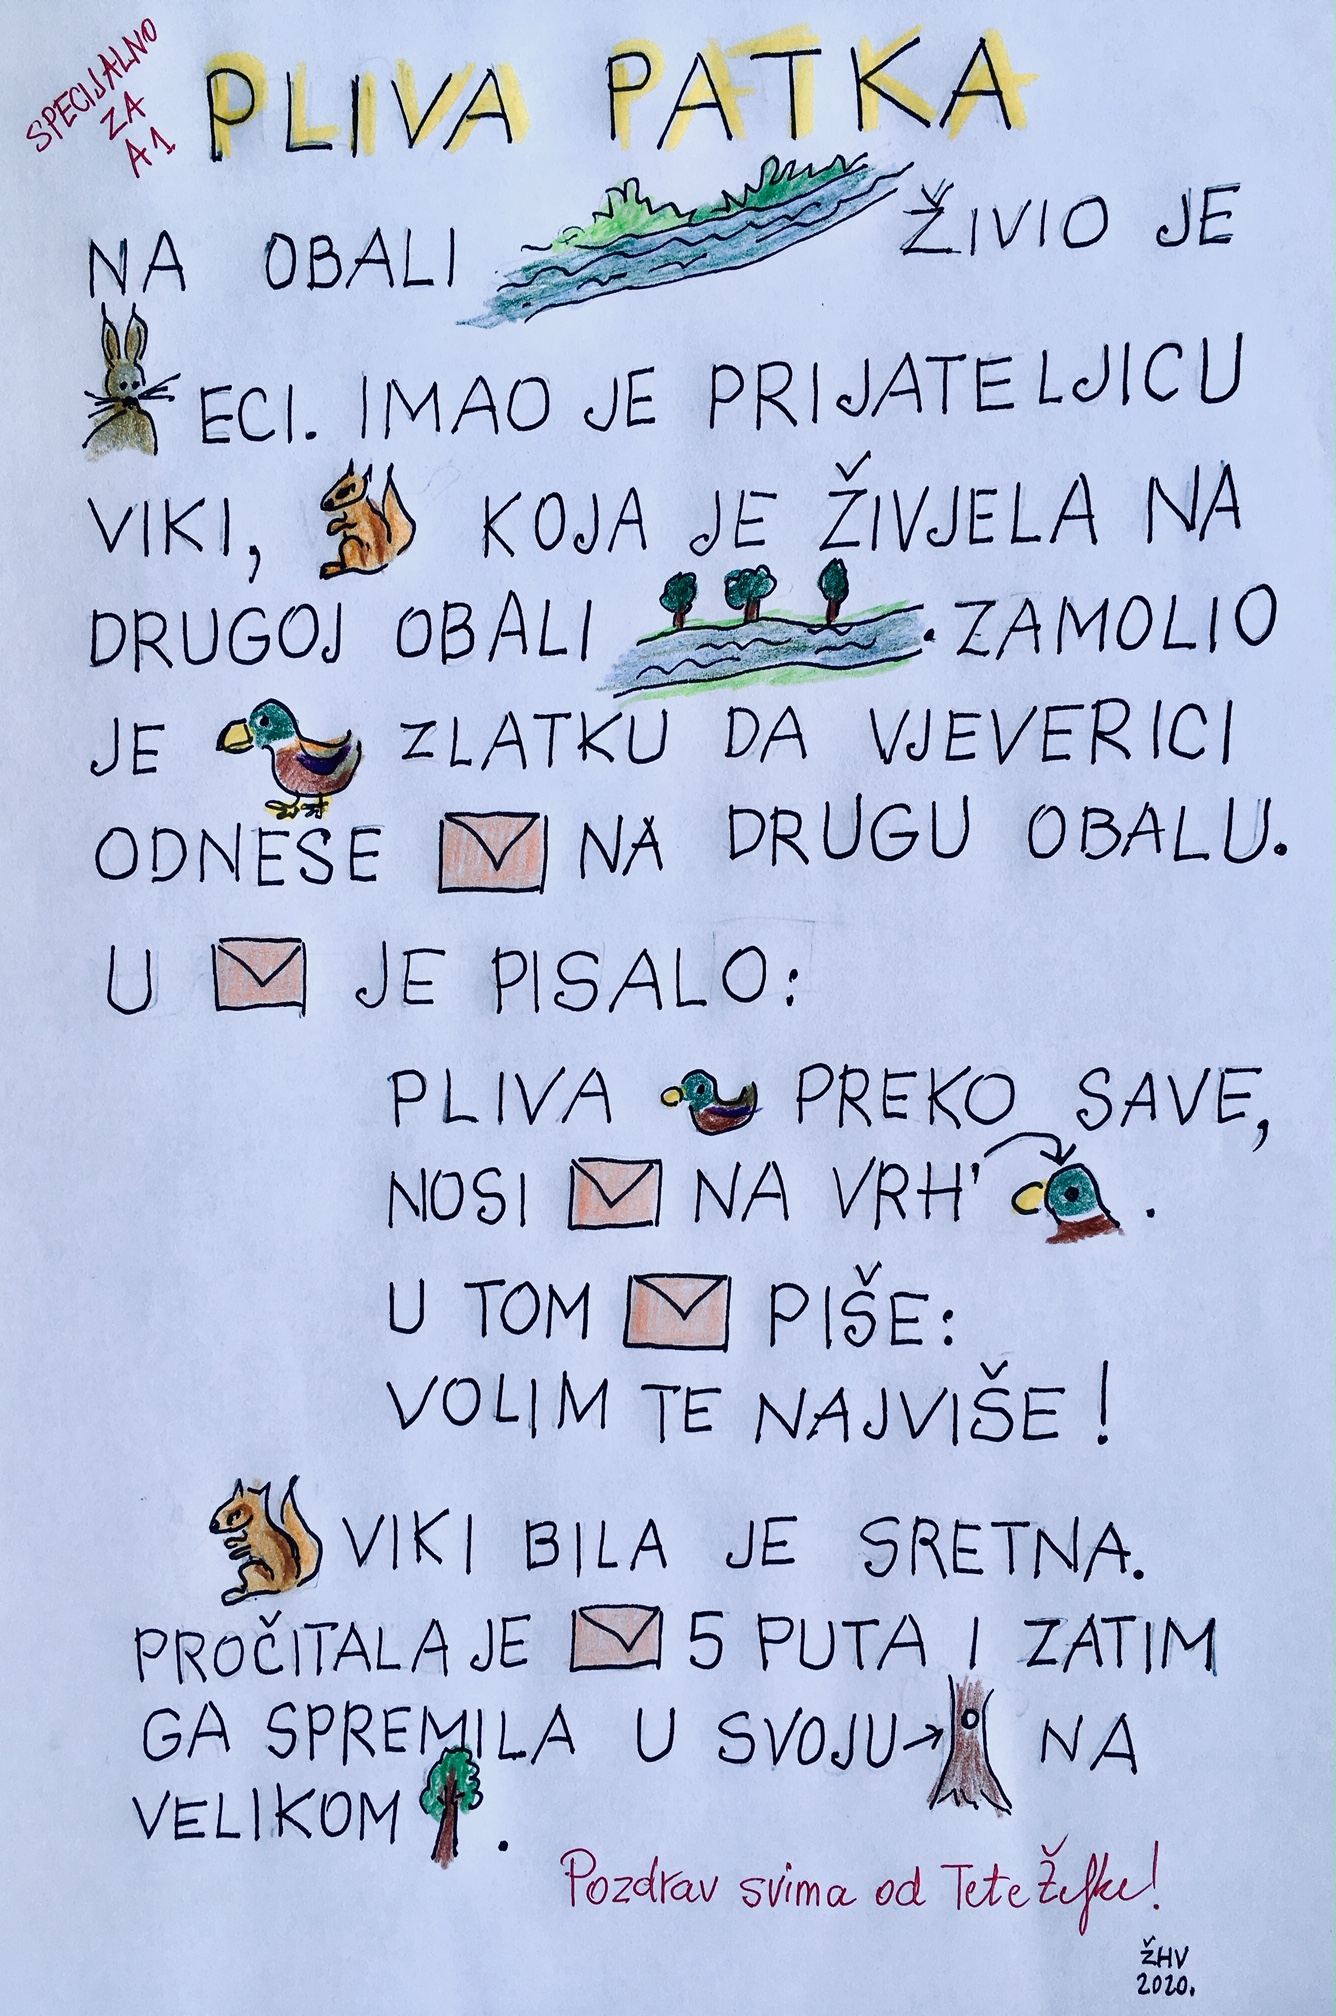 SPECIJALNO
ZA
A1
PLIVA PATKA
NA OBALI ŽIVIO JE
ECI. IMAO JE PRIJATELJICU
VIKI, KOJA JE ŽIVJELA NA
DRUGOJ OBALI . ZAMOLIO
JE ZLATKU DA VJEVERICI
ODNESE NA DRUGU OBALU.
U JE PISALO:
PLIVA PREKO SAVE,
NOSI NA VRH' .
U TOM PIŠE:
VOLIM TE NAJVIŠE!
VIKI BILA JE SRETNA.
PROČITALA JE 5 PUTA I ZATIM
GA SPREMILA U SVOJU → NA
VELIKOM .
Pozdrav svima od Tete Žefke!
ŽHV
2020.